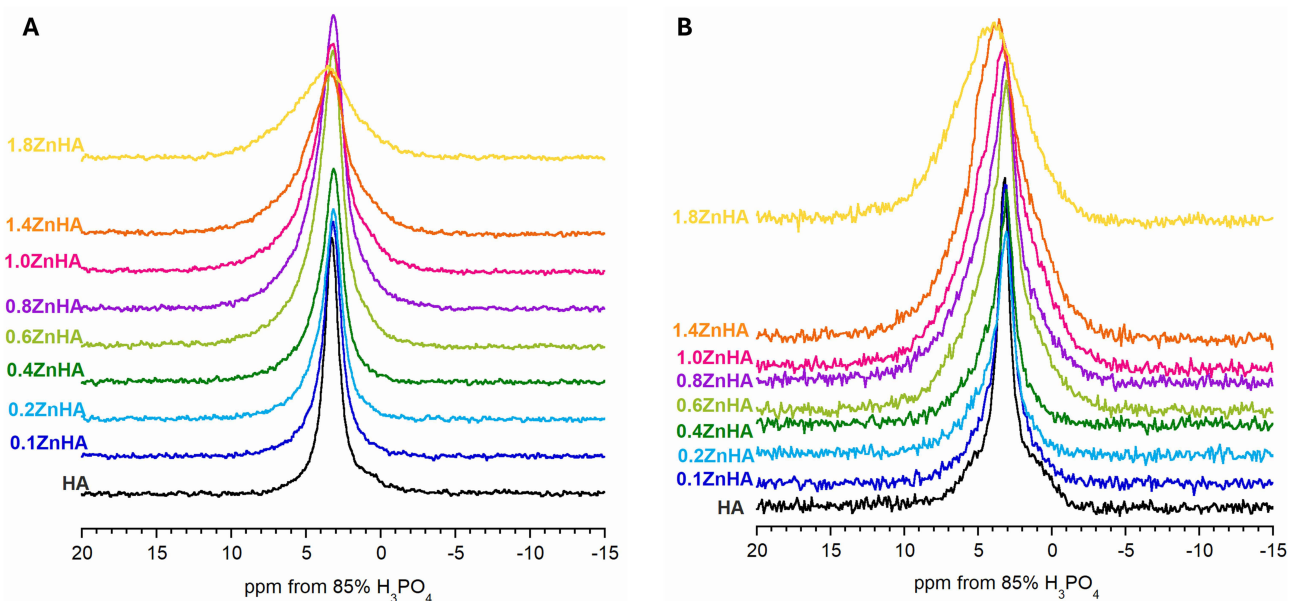 A
1.8ZnHA
1.4ZnHA
1.0ZnHA
0.8ZnHA
0.6ZnHA
0.4ZnHA
0.2ZnHA
0.1ZnHA
HA
20 15 10 5 0 -5 -10 -15
ppm from 85% H₃PO₄
B
1.8ZnHA
1.4ZnHA
1.0ZnHA
0.8ZnHA
0.6ZnHA
0.4ZnHA
0.2ZnHA
0.1ZnHA
HA
20 15 10 5 0 -5 -10 -15
ppm from 85% H₃PO₄